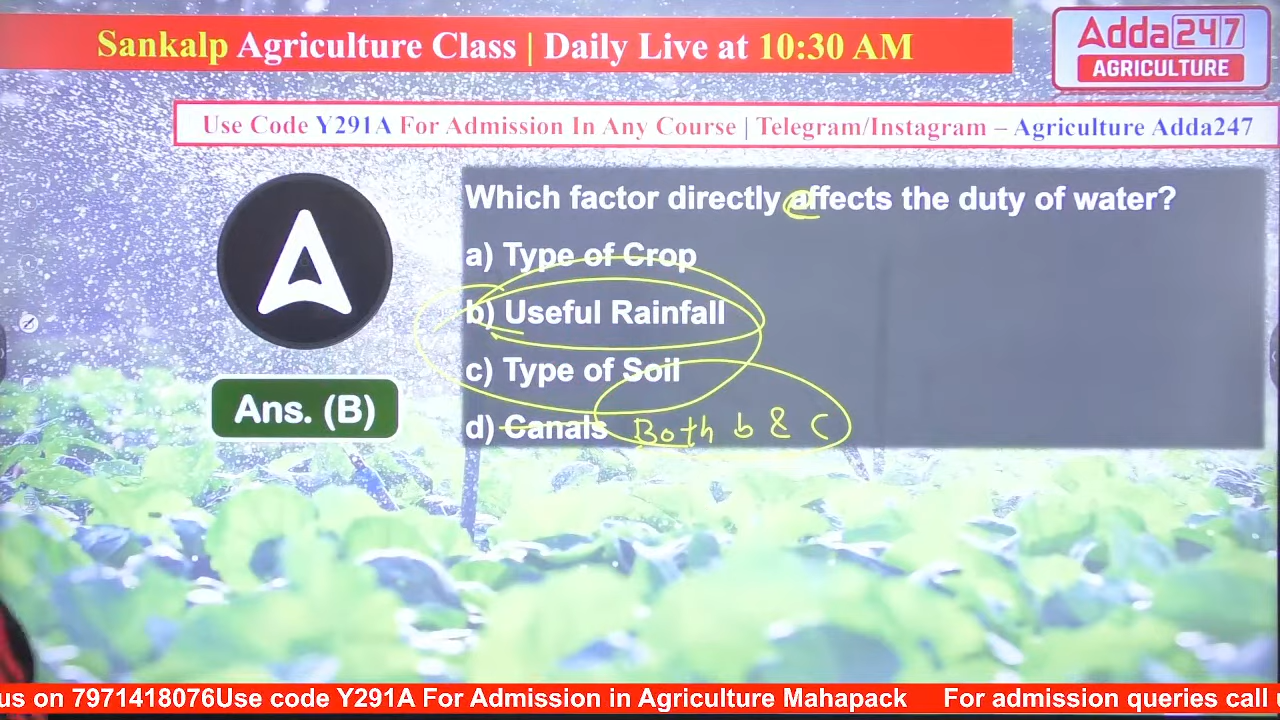 Sankalp Agriculture Class | Daily Live at 10:30 AM
Adda247
AGRICULTURE
Use Code Y291A For Admission In Any Course | Telegram/Instagram – Agriculture Adda247
Which factor directly affects the duty of water?
a) Type of Crop
b) Useful Rainfall
c) Type of Soil
d) Canals Both b & c
Ans. (B)
us on 7971418076Use code Y291A For Admission in Agriculture Mahapack For admission queries call